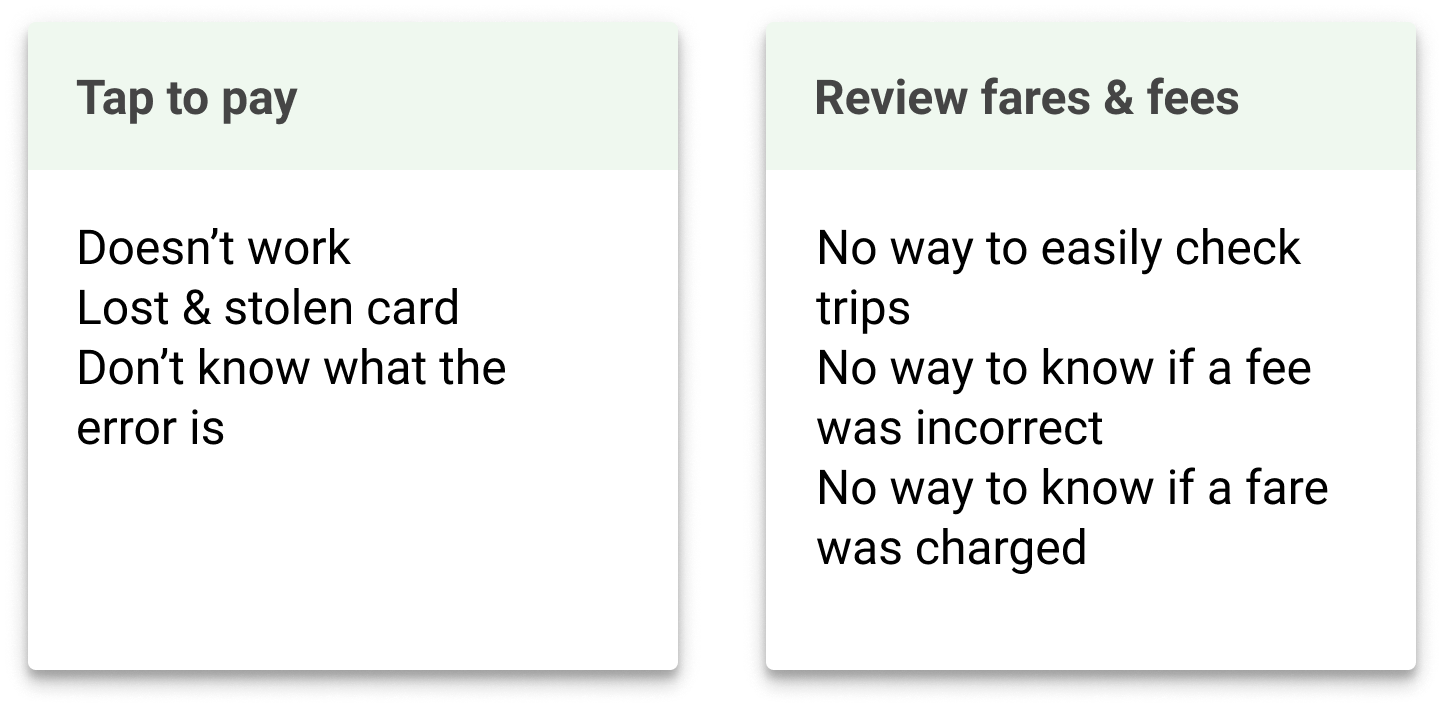 Tap to pay
Doesn’t work
Lost & stolen card
Don’t know what the
error is
Review fares & fees
No way to easily check
trips
No way to know if a fee
was incorrect
No way to know if a fare
was charged